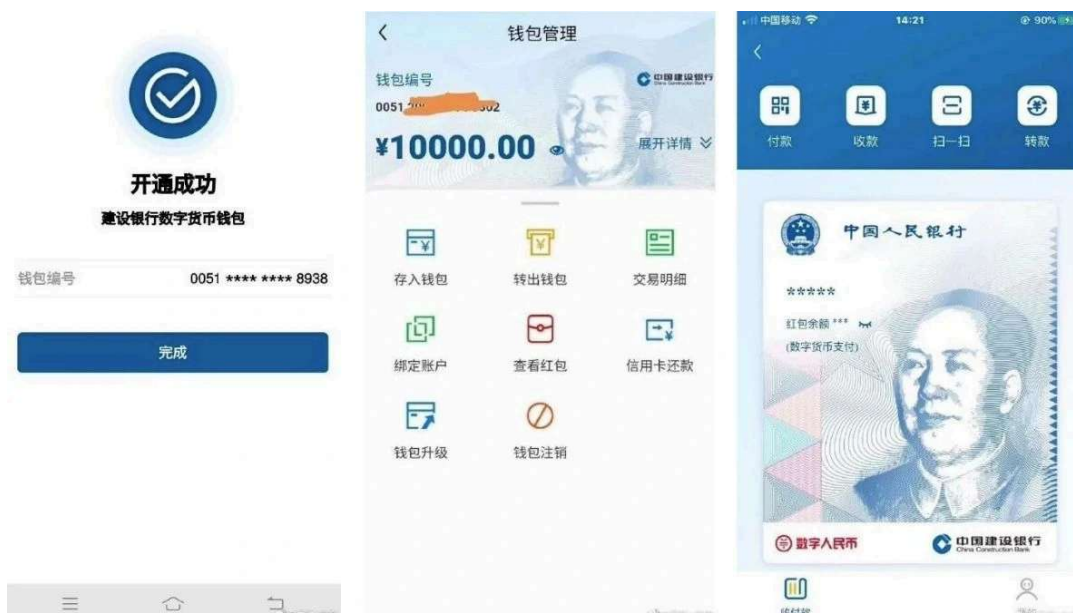 开通成功
建设银行数字货币钱包
钱包编号
0051 **** **** 8938
完成
钱包管理
钱包编号
中国建设银行
China Construction Bank
0051
¥10000.00
展开详情
存入钱包
转出钱包
交易明细
绑定账户
查看红包
信用卡还款
钱包升级
钱包注销
中国移动
14:21
90%
付款
收款
扫一扫
转款
中国人民银行
*****
红包余额 ***
(数字货币支付)
数字人民币
中国建设银行
China Construction Bank